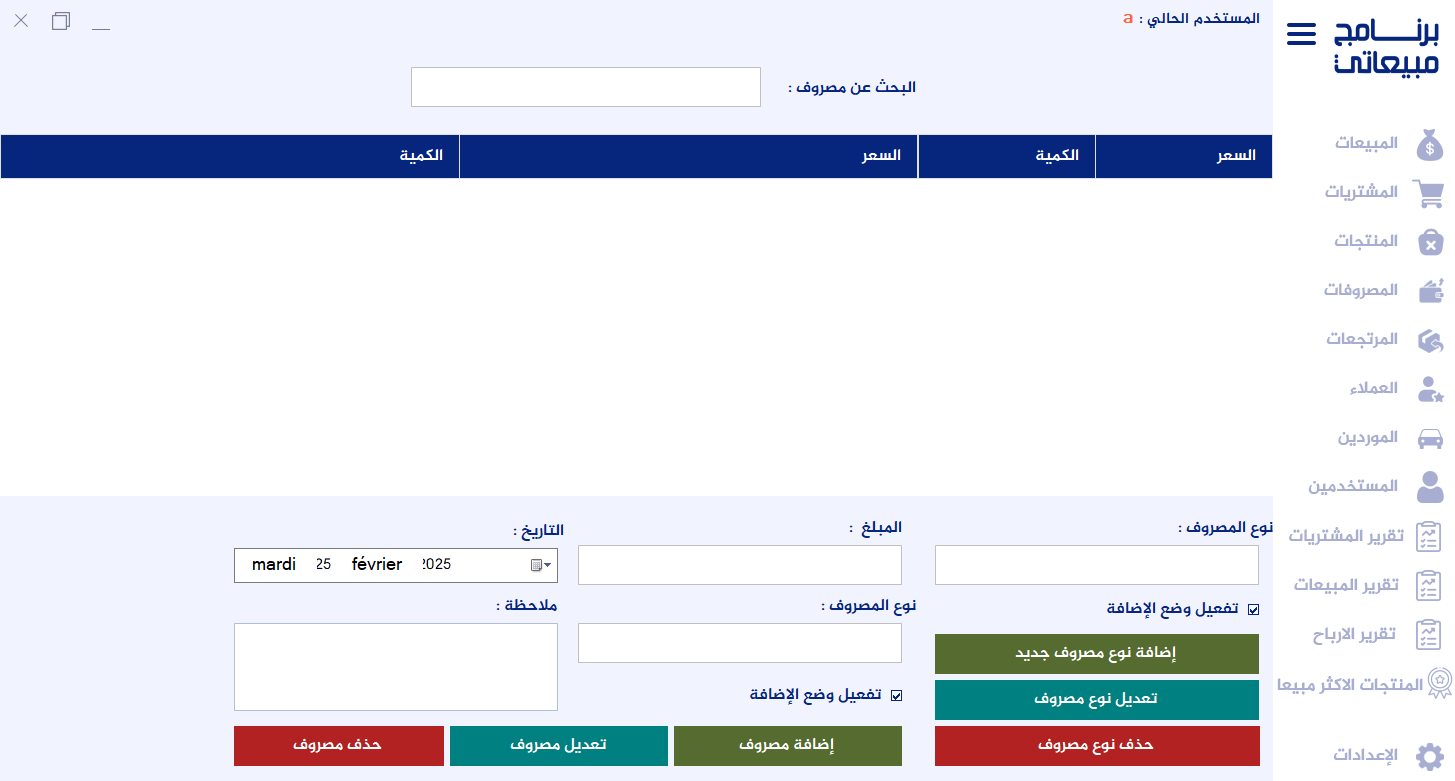 برنامج
مبيعاتي
المستخدم الحالي : a
البحث عن مصروف :
السعر
الكمية
السعر
الكمية
المبيعات
المشتريات
المنتجات
المصروفات
المرتجعات
العملاء
الموردين
المستخدمين
تقرير المشتريات
تقرير المبيعات
تقرير الارباح
المنتجات الاكثر مبيعا
الإعدادات
نوع المصروف :
تفعيل وضع الإضافة
إضافة نوع مصروف جديد
تعديل نوع مصروف
حذف نوع مصروف
المبلغ :
نوع المصروف :
تفعيل وضع الإضافة
التاريخ :
mardi 25 février 2025
ملاحظة :
إضافة مصروف
تعديل مصروف
حذف مصروف